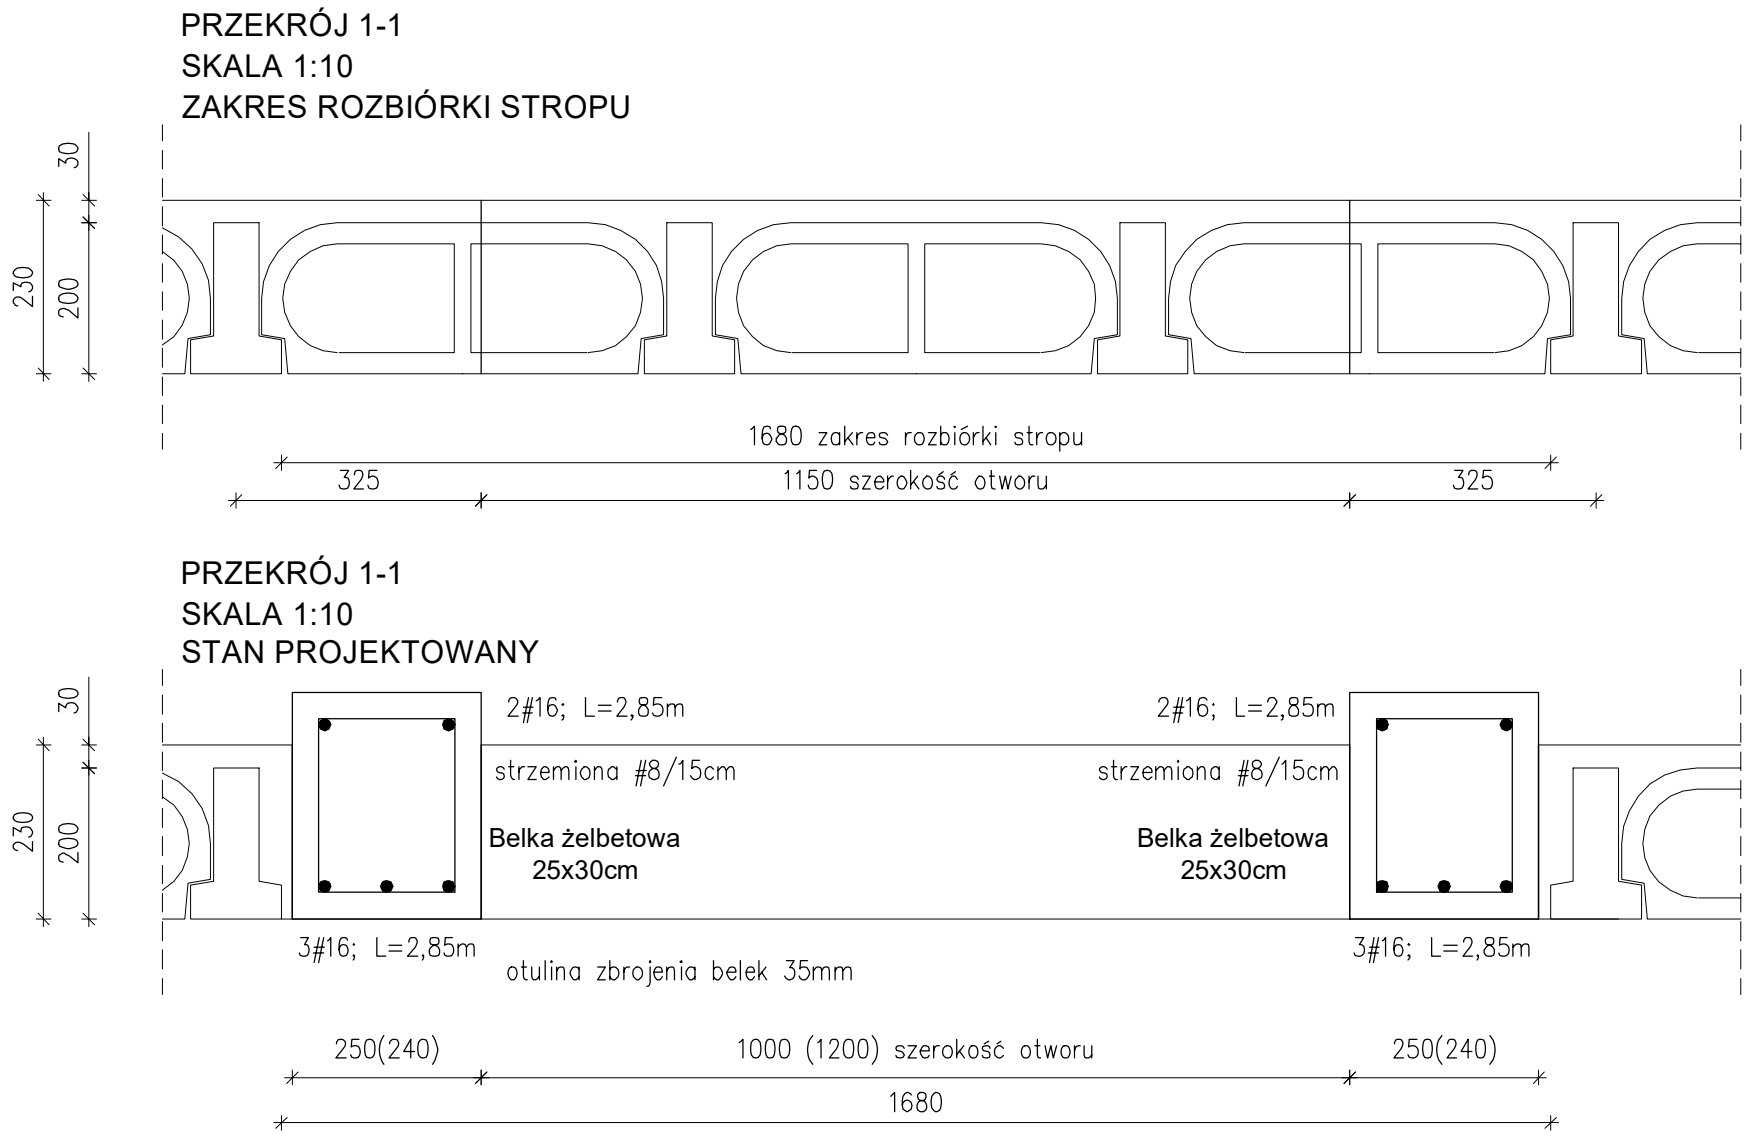 PRZEKRÓJ 1-1
SKALA 1:10
ZAKRES ROZBIÓRKI STROPU
30
230
200
1680 zakres rozbiórki stropu
325
1150 szerokość otworu
325
PRZEKRÓJ 1-1
SKALA 1:10
STAN PROJEKTOWANY
30
230
200
2#16; L=2,85m
2#16; L=2,85m
strzemiona #8/15cm
strzemiona #8/15cm
Belka żelbetowa
25x30cm
Belka żelbetowa
25x30cm
3#16; L=2,85m
3#16; L=2,85m
otulina zbrojenia belek 35mm
250(240)
1000 (1200) szerokość otworu
250(240)
1680